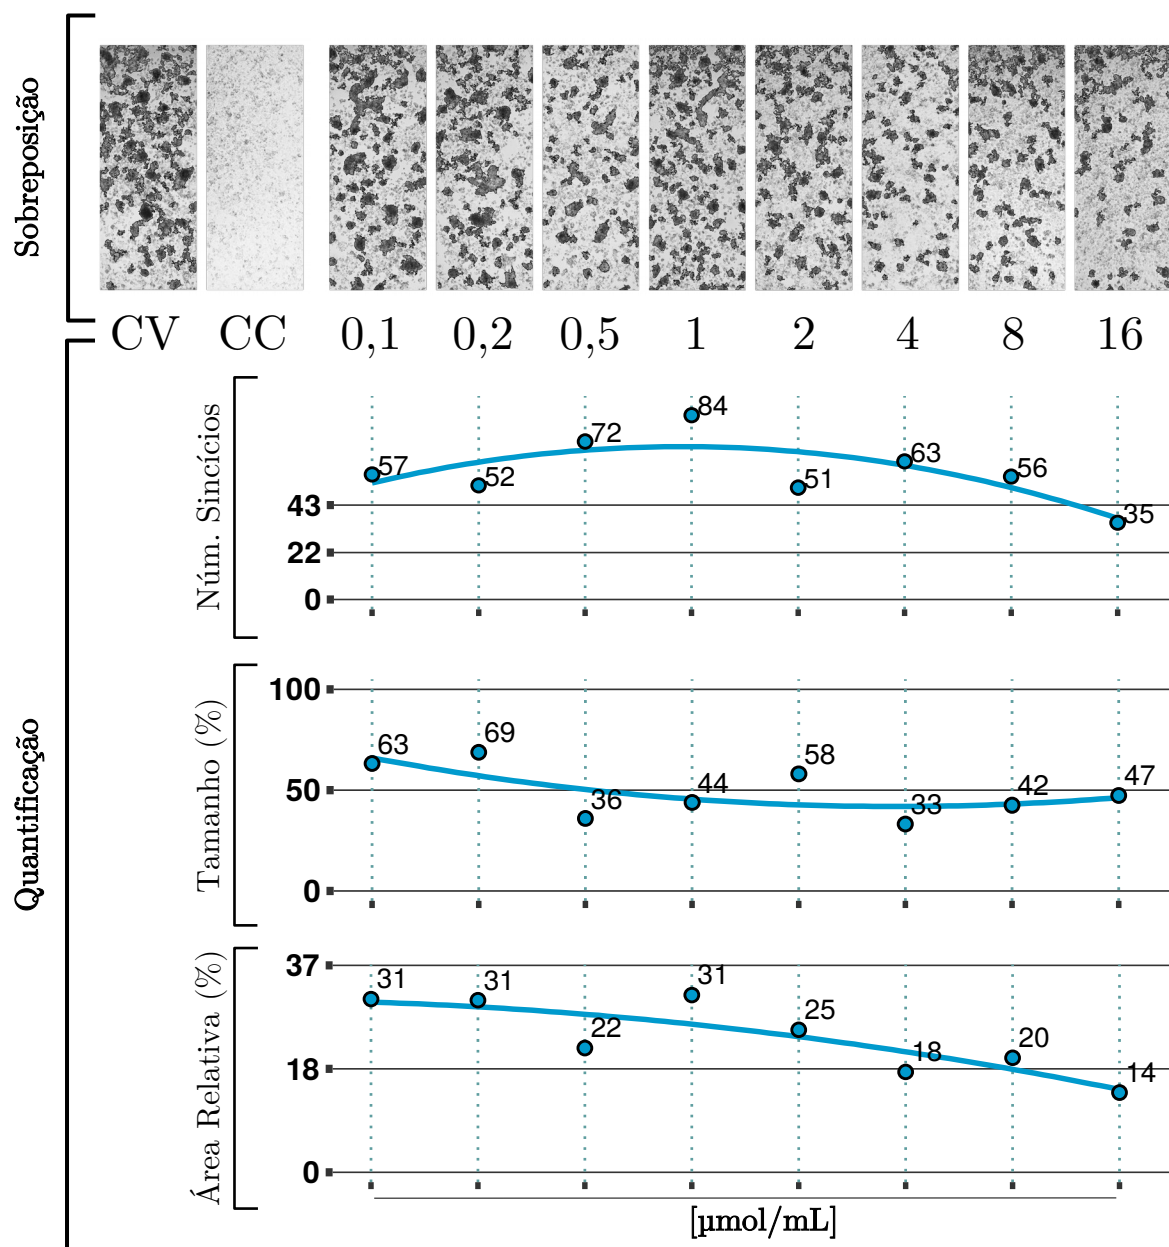 Sobreposição
CV CC 0,1 0,2 0,5 1 2 4 8 16
Quantificação
Núm. Sincícios
43
22
0
57 52 72 84 51 63 56 35
Tamanho (%)
100
50
0
63 69 36 44 58 33 42 47
Área Relativa (%)
37
18
0
31 31 22 31 25 18 20 14
[µmol/mL]